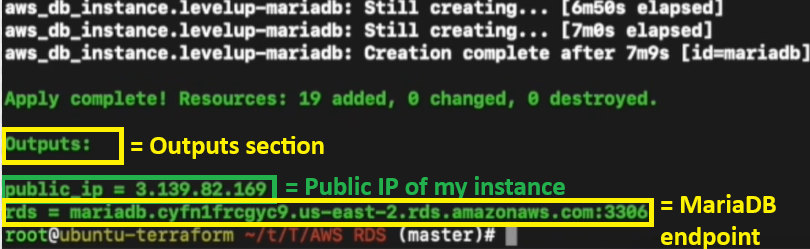 aws_db_instance.levelup-mariadb: Still creating... [6m50s elapsed]
aws_db_instance.levelup-mariadb: Still creating... [7m0s elapsed]
aws_db_instance.levelup-mariadb: Creation complete after 7m9s [id=mariadb]
Apply complete! Resources: 19 added, 0 changed, 0 destroyed.
Outputs: = Outputs section
public_ip = 3.139.82.169 = Public IP of my instance
rds = mariadb.cyfn1frcgyc9.us-east-2.rds.amazonaws.com:3306 = MariaDB endpoint
root@ubuntu-terraform ~/t/T/AWS RDS (master)#